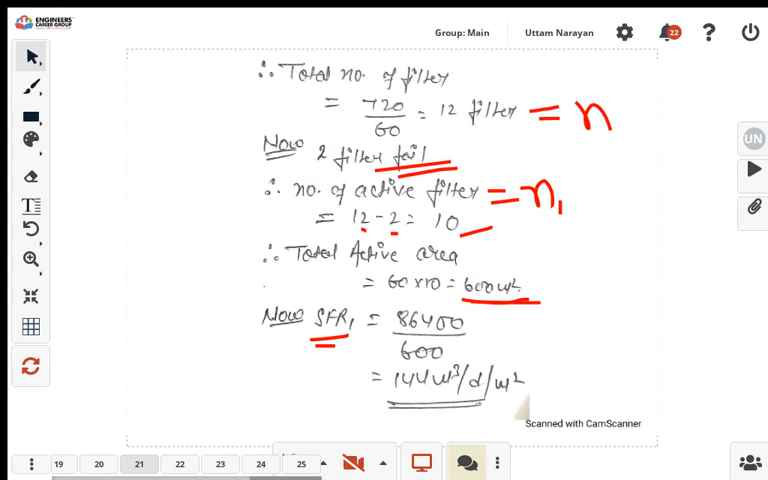 ENGINEERS
CAREER GROUP
Group: Main
Uttam Narayan
22
∴ Total no. of filter
= 720/60 = 12 filter = n
Now 2 filter fail
∴ no. of active filter = n₁
= 12 - 2 = 10
∴ Total Active area
= 60 × 10 = 600 m²
Now SFR₁ = 86400/600
= 144 m³/d/m²
Scanned with CamScanner
UN
19 20 21 22 23 24 25